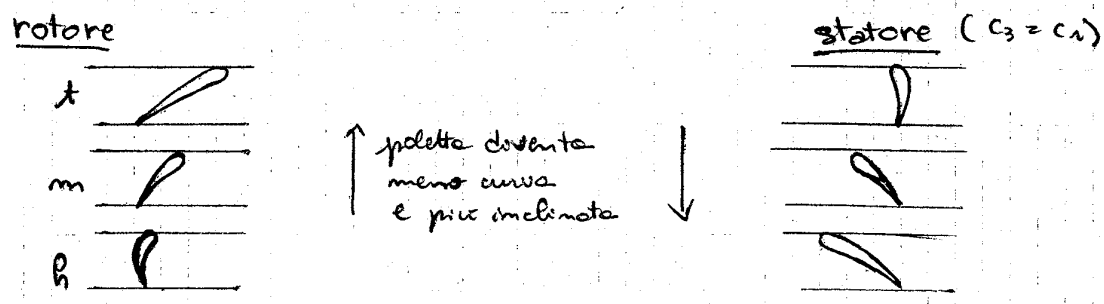 rotore
statore (c₃ = c₁)
t
m
h
paletta diventa
meno curva
e più inclinata